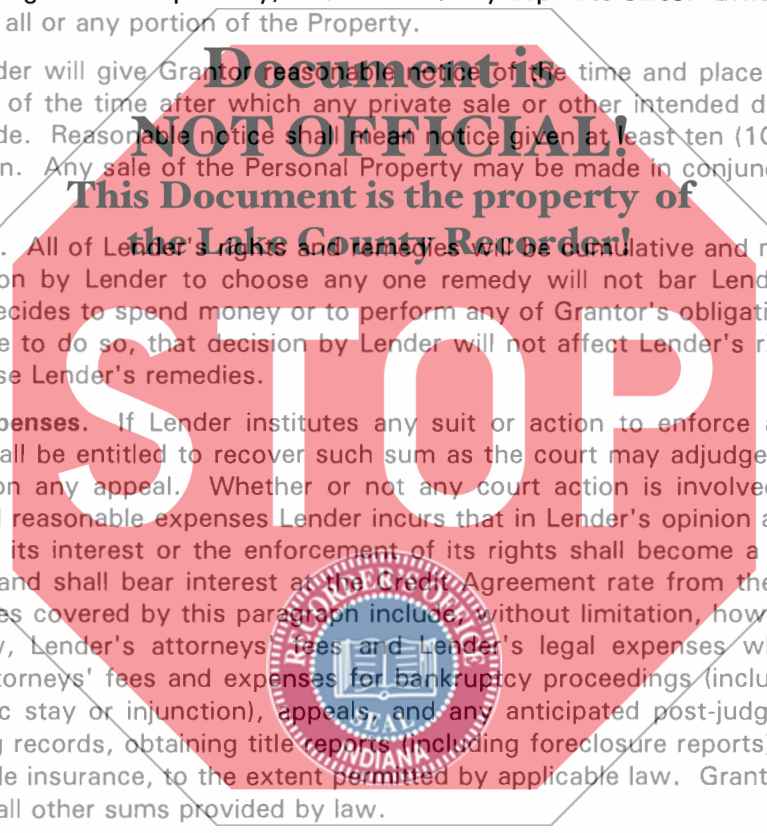 all or any portion of the Property.
Document is
der will give Grantor reasonable notice of the time and place
of the time after which any private sale or other intended d
NOT OFFICIAL!
de. Reasonable notice shall mean notice given at least ten (10
n. Any sale of the Personal Property may be made in conjunc
This Document is the property of
the Lake County Recorder!
. All of Lender's rights and remedies will be cumulative and
on by Lender to choose any one remedy will not bar Lend
ecides to spend money or to perform any of Grantor's obligati
e to do so, that decision by Lender will not affect Lender's r
se Lender's remedies.
STOP
penses. If Lender institutes any suit or action to enforce
all be entitled to recover such sum as the court may adjudge
on any appeal. Whether or not any court action is involve
reasonable expenses Lender incurs that in Lender's opinion
its interest or the enforcement of its rights shall become a
and shall bear interest at the Credit Agreement rate from the
es covered by this paragraph include, without limitation, how
y, Lender's attorneys' fees and Lender's legal expenses w
torneys' fees and expenses for bankruptcy proceedings (inclu
c stay or injunction), appeals, and any anticipated post-judg
g records, obtaining title reports (including foreclosure reports)
le insurance, to the extent permitted by applicable law. Grant
all other sums provided by law.
RECORDER'S OFFICE
SEAL
INDIANA